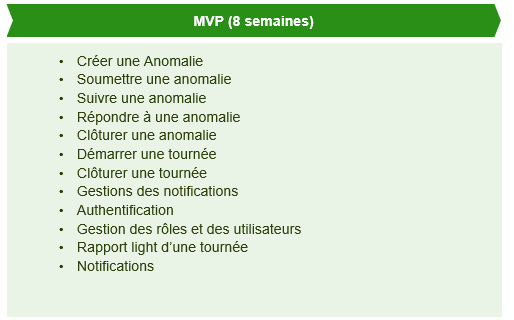 MVP (8 semaines)
• Créer une Anomalie
• Soumettre une anomalie
• Suivre une anomalie
• Répondre à une anomalie
• Clôturer une anomalie
• Démarrer une tournée
• Clôturer une tournée
• Gestions des notifications
• Authentification
• Gestion des rôles et des utilisateurs
• Rapport light d’une tournée
• Notifications